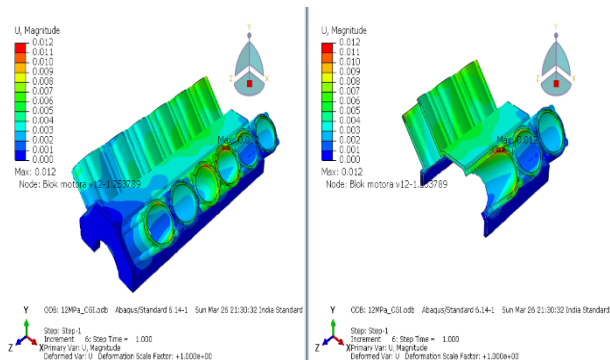 U, Magnitude
0.012
0.011
0.010
0.009
0.008
0.007
0.006
0.005
0.004
0.003
0.002
0.001
0.000
Max: 0.012
Node: Blok motora v12-1.253789
Y
Z
X
Max: 0.012
ODB: 12MPa_CGI.odb Abaqus/Standard 6.14-1 Sun Mar 26 21:30:32 India Standard
Y
Z
X
Step: Step-1
Increment 6: Step Time = 1.000
Primary Var: U, Magnitude
Deformed Var: U Deformation Scale Factor: +1.000e+00
U, Magnitude
0.012
0.011
0.010
0.009
0.008
0.007
0.006
0.005
0.004
0.003
0.002
0.001
0.000
Max: 0.012
Node: Blok motora v12-1.253789
Y
Z
X
Max: 0.012
ODB: 12MPa_CGI.odb Abaqus/Standard 6.14-1 Sun Mar 26 21:30:32 India Standard
Y
Z
X
Step: Step-1
Increment 6: Step Time = 1.000
Primary Var: U, Magnitude
Deformed Var: U Deformation Scale Factor: +1.000e+00